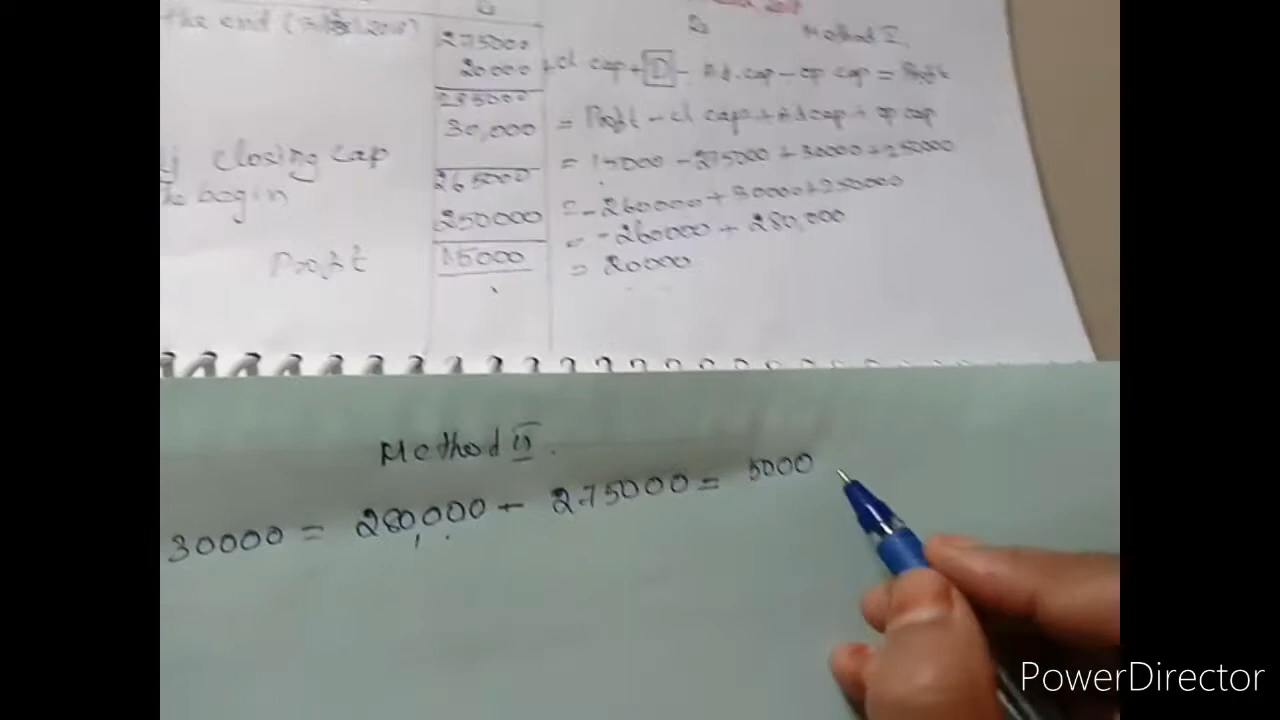 the end
275000
20000 + cl cap + D - Ad.cap - op cap = Profit
Method I
295000
30,000 = Profit - cl cap + Ad cap + op cap
closing cap
265000 = 15000 - 275000 + 30000 + 250000
begin
250000 = -260000 + 30000 + 250000
= -260000 + 280,000
Profit 15000 = 20000
Method II.
30000 = 280,000 - 275000 = 5000
PowerDirector